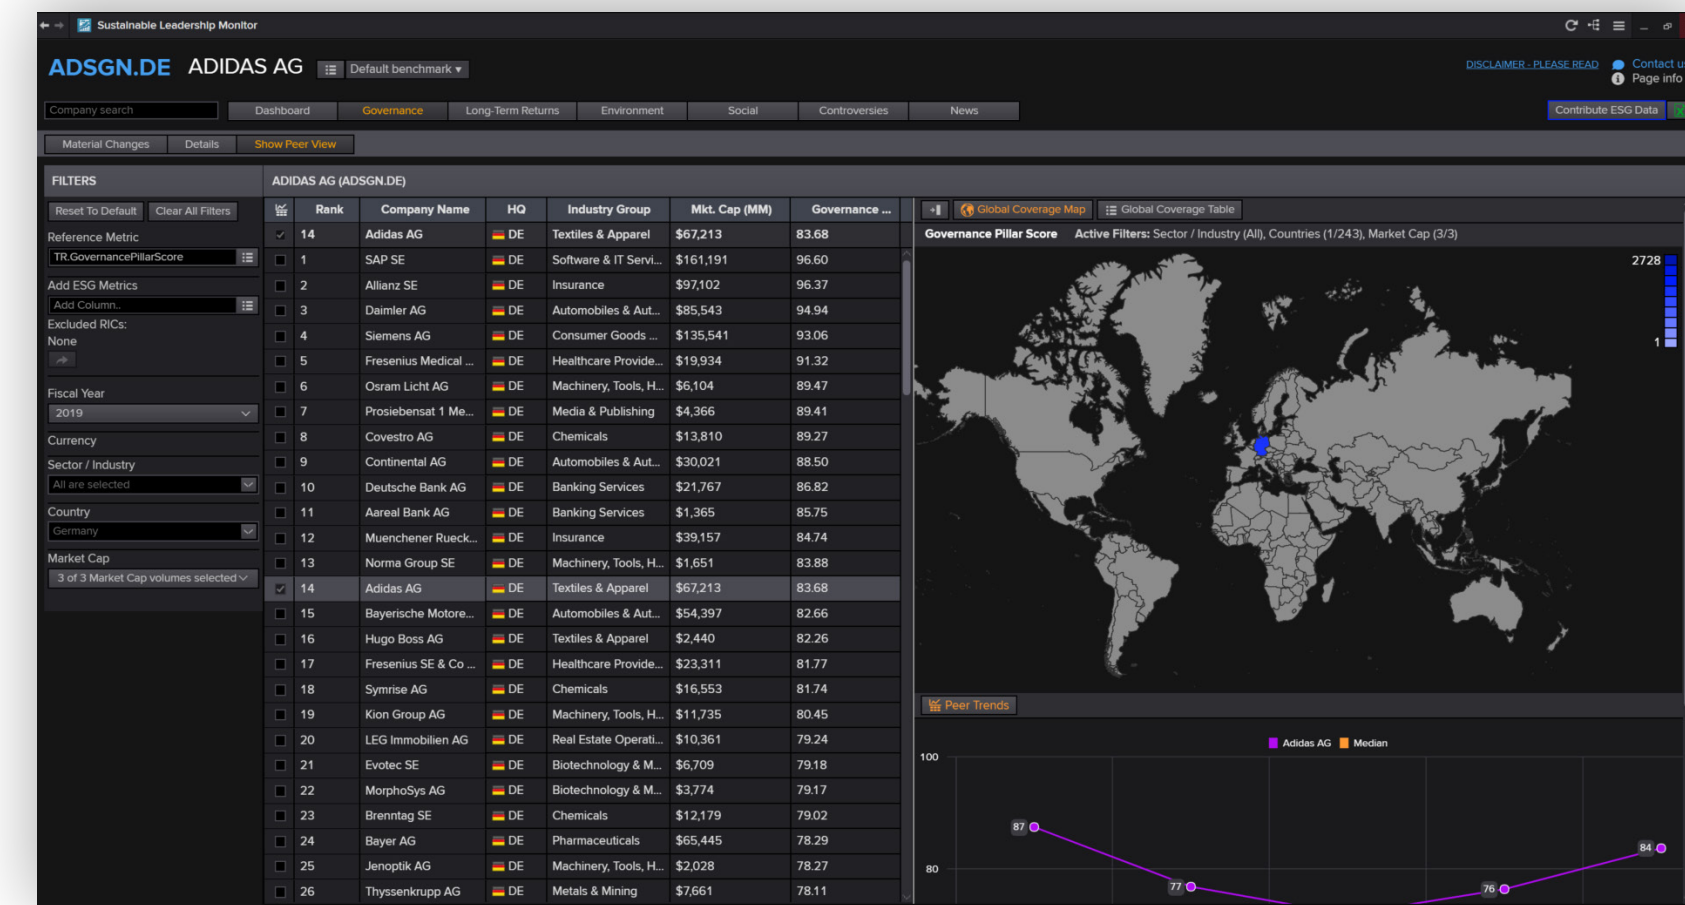 Sustainable Leadership Monitor
ADSGN.DE ADIDAS AG Default benchmark
DISCLAIMER - PLEASE READ Contact us
Page info
Company search Dashboard Governance Long-Term Returns Environment Social Controversies News Contribute ESG Data
Material Changes Details Show Peer View
FILTERS
Reset To Default Clear All Filters
Reference Metric
TR.GovernancePillarScore
Add ESG Metrics
Add Column..
Excluded RICs:
None
Fiscal Year
2019
Currency
Sector / Industry
All are selected
Country
Germany
Market Cap
3 of 3 Market Cap volumes selected
ADIDAS AG (ADSGN.DE)
Rank Company Name HQ Industry Group Mkt. Cap (MM) Governance ...
14 Adidas AG DE Textiles & Apparel $67,213 83.68
1 SAP SE DE Software & IT Servi... $161,191 96.60
2 Allianz SE DE Insurance $97,102 96.37
3 Daimler AG DE Automobiles & Aut... $85,543 94.94
4 Siemens AG DE Consumer Goods ... $135,541 93.06
5 Fresenius Medical ... DE Healthcare Provide... $19,934 91.32
6 Osram Licht AG DE Machinery, Tools, H... $6,104 89.47
7 Prosiebensat 1 Me... DE Media & Publishing $4,366 89.41
8 Covestro AG DE Chemicals $13,810 89.27
9 Continental AG DE Automobiles & Aut... $30,021 88.50
10 Deutsche Bank AG DE Banking Services $21,767 86.82
11 Aareal Bank AG DE Banking Services $1,365 85.75
12 Muenchener Rueck... DE Insurance $39,157 84.74
13 Norma Group SE DE Machinery, Tools, H... $1,651 83.88
14 Adidas AG DE Textiles & Apparel $67,213 83.68
15 Bayerische Motore... DE Automobiles & Aut... $54,397 82.66
16 Hugo Boss AG DE Textiles & Apparel $2,440 82.26
17 Fresenius SE & Co ... DE Healthcare Provide... $23,311 81.77
18 Symrise AG DE Chemicals $16,553 81.74
19 Kion Group AG DE Machinery, Tools, H... $11,735 80.45
20 LEG Immobilien AG DE Real Estate Operati... $10,361 79.24
21 Evotec SE DE Biotechnology & M... $6,709 79.18
22 MorphoSys AG DE Biotechnology & M... $3,774 79.17
23 Brenntag SE DE Chemicals $12,179 79.02
24 Bayer AG DE Pharmaceuticals $65,445 78.29
25 Jenoptik AG DE Machinery, Tools, H... $2,028 78.27
26 Thyssenkrupp AG DE Metals & Mining $7,661 78.11
Global Coverage Map Global Coverage Table
Governance Pillar Score Active Filters: Sector / Industry (All), Countries (1/243), Market Cap (3/3)
2728
1
Peer Trends
Adidas AG Median
100
87
84
80
77
76